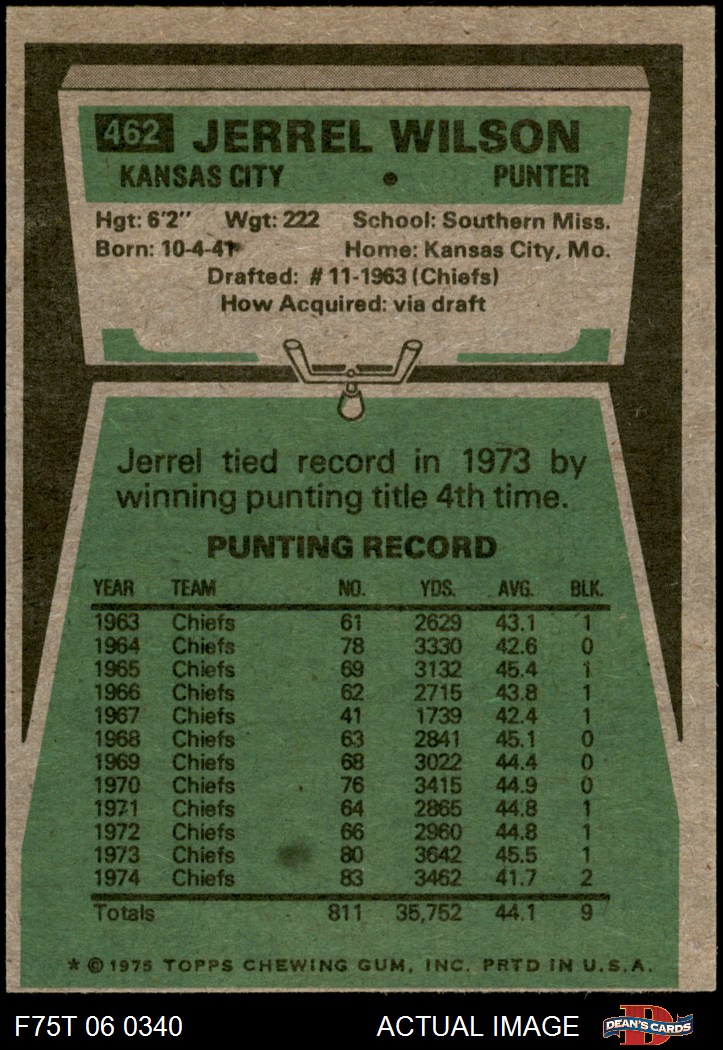 462 JERREL WILSON
KANSAS CITY • PUNTER
Hgt: 6'2" Wgt: 222 School: Southern Miss.
Born: 10-4-41 Home: Kansas City, Mo.
Drafted: #11-1963 (Chiefs)
How Acquired: via draft
Jerrel tied record in 1973 by
winning punting title 4th time.
PUNTING RECORD
YEAR TEAM NO. YDS. AVG. BLK.
1963 Chiefs 61 2629 43.1 1
1964 Chiefs 78 3330 42.6 0
1965 Chiefs 69 3132 45.4 1
1966 Chiefs 62 2715 43.8 1
1967 Chiefs 41 1739 42.4 1
1968 Chiefs 63 2841 45.1 0
1969 Chiefs 68 3022 44.4 0
1970 Chiefs 76 3415 44.9 0
1971 Chiefs 64 2865 44.8 1
1972 Chiefs 66 2960 44.8 1
1973 Chiefs 80 3642 45.5 1
1974 Chiefs 83 3462 41.7 2
Totals 811 35,752 44.1 9
* © 1975 TOPPS CHEWING GUM, INC. PRTD IN U.S.A.
F75T 06 0340 ACTUAL IMAGE D DEAN'S CARDS